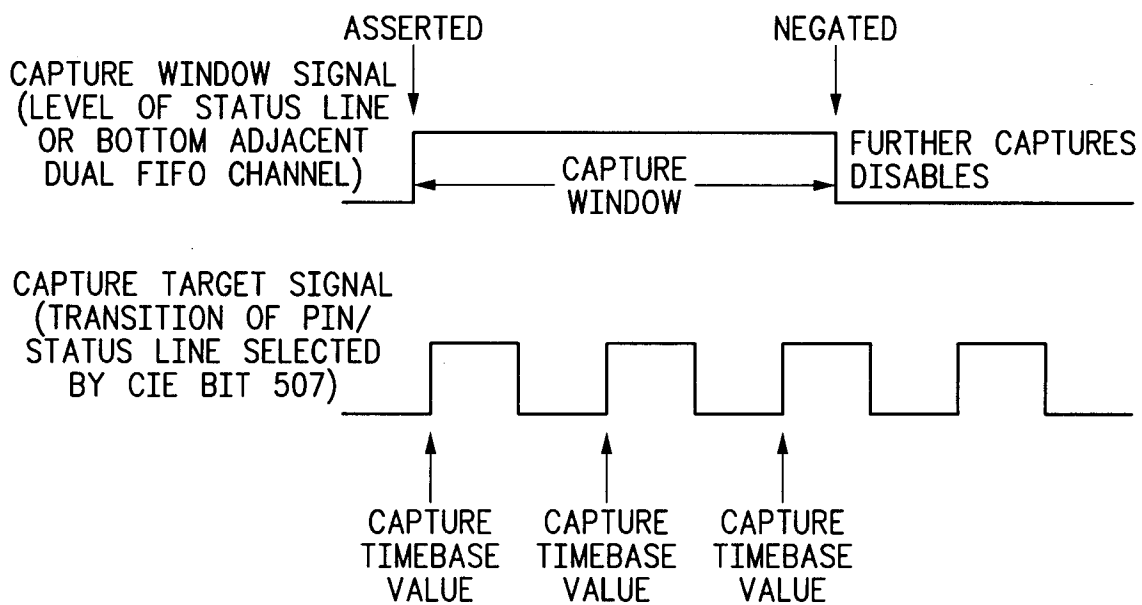 ASSERTED
NEGATED
CAPTURE WINDOW SIGNAL
(LEVEL OF STATUS LINE
OR BOTTOM ADJACENT
DUAL FIFO CHANNEL)
CAPTURE
WINDOW
FURTHER CAPTURES
DISABLES
CAPTURE TARGET SIGNAL
(TRANSITION OF PIN/
STATUS LINE SELECTED
BY CIE BIT 507)
CAPTURE
TIMEBASE
VALUE
CAPTURE
TIMEBASE
VALUE
CAPTURE
TIMEBASE
VALUE